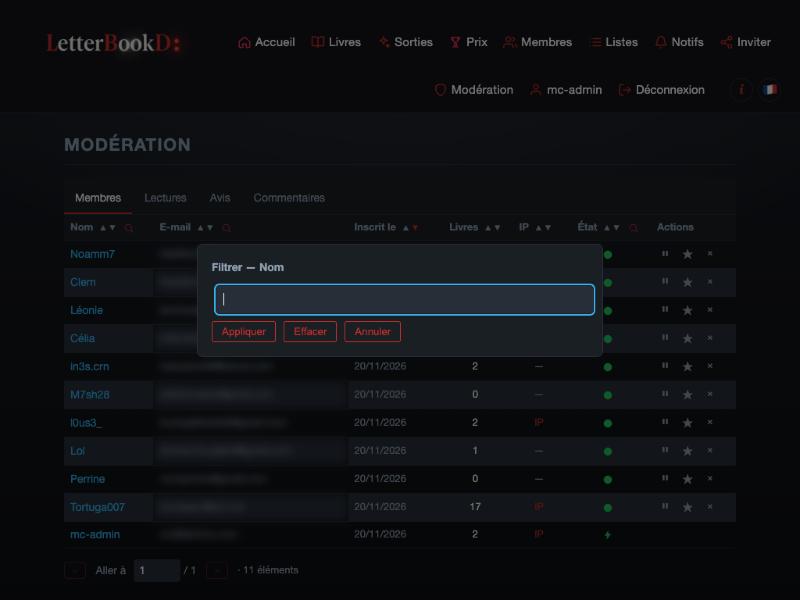 LetterBookD:
Accueil Livres Sorties Prix Membres Listes Notifs Inviter
Modération mc-admin Déconnexion i
MODÉRATION
Membres Lectures Avis Commentaires
Nom ▲▼ E-mail ▲▼ Inscrit le ▲▼ Livres ▲▼ IP ▲▼ État ▲▼ Actions
Noamm7
Clem
Filtrer — Nom
Léonie
Appliquer Effacer Annuler
Célia
in3s.crn 20/11/2026 2 —
M7sh28 20/11/2026 0 —
l0us3_ 20/11/2026 2 IP
Lol 20/11/2026 1 —
Perrine 20/11/2026 0 —
Tortuga007 20/11/2026 17 IP
mc-admin 20/11/2026 2 IP
Aller à 1 / 1 · 11 éléments